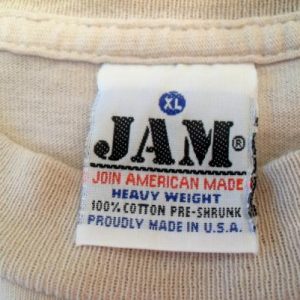 XL
JAM®
JOIN AMERICAN MADE
HEAVY WEIGHT
100% COTTON PRE-SHRUNK
PROUDLY MADE IN U.S.A.